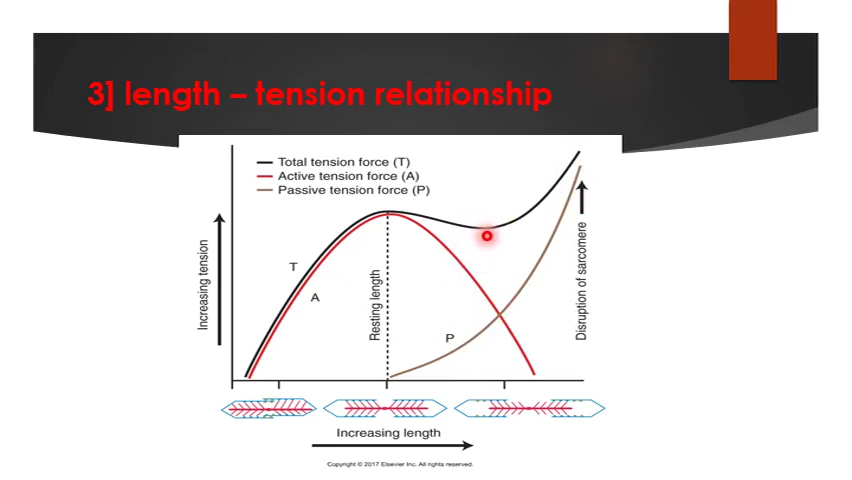 3] length – tension relationship
Total tension force (T)
Active tension force (A)
Passive tension force (P)
T
A
P
Increasing tension
Resting length
Disruption of sarcomere
Increasing length
Copyright © 2017 Elsevier Inc. All rights reserved.